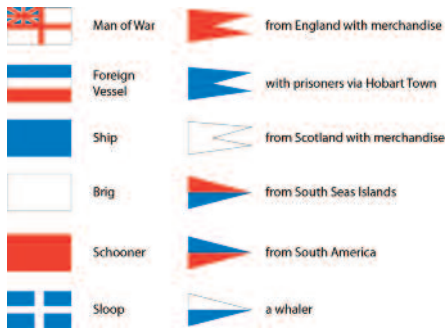 Man of War
from England with merchandise
Foreign
Vessel
with prisoners via Hobart Town
Ship
from Scotland with merchandise
Brig
from South Seas Islands
Schooner
from South America
Sloop
a whaler